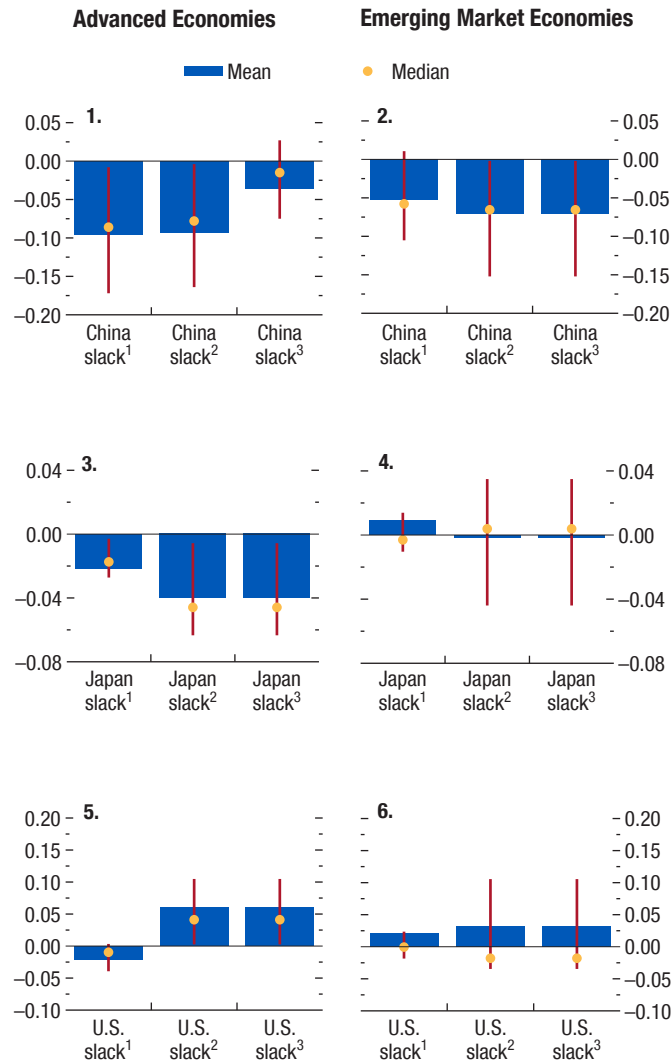 Advanced Economies Emerging Market Economies
Mean Median
1. 2.
0.05 0.05
0.00 0.00
–0.05 –0.05
–0.10 –0.10
–0.15 –0.15
–0.20 –0.20
China China China China China China
slack1 slack2 slack3 slack1 slack2 slack3
3. 4.
0.04 0.04
0.00 0.00
–0.04 –0.04
–0.08 –0.08
Japan Japan Japan Japan Japan Japan
slack1 slack2 slack3 slack1 slack2 slack3
5. 6.
0.20 0.20
0.15 0.15
0.10 0.10
0.05 0.05
0.00 0.00
–0.05 –0.05
–0.10 –0.10
U.S. U.S. U.S. U.S. U.S. U.S.
slack1 slack2 slack3 slack1 slack2 slack3